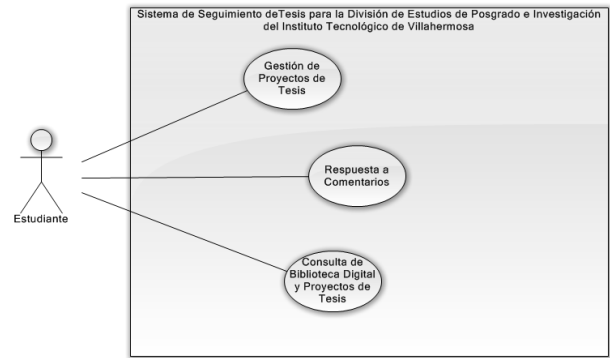 Sistema de Seguimiento deTesis para la División de Estudios de Posgrado e Investigación
del Instituto Tecnológico de Villahermosa
Gestión de
Proyectos de
Tesis
Respuesta a
Comentarios
Estudiante
Consulta de
Biblioteca Digital
y Proyectos de
Tesis